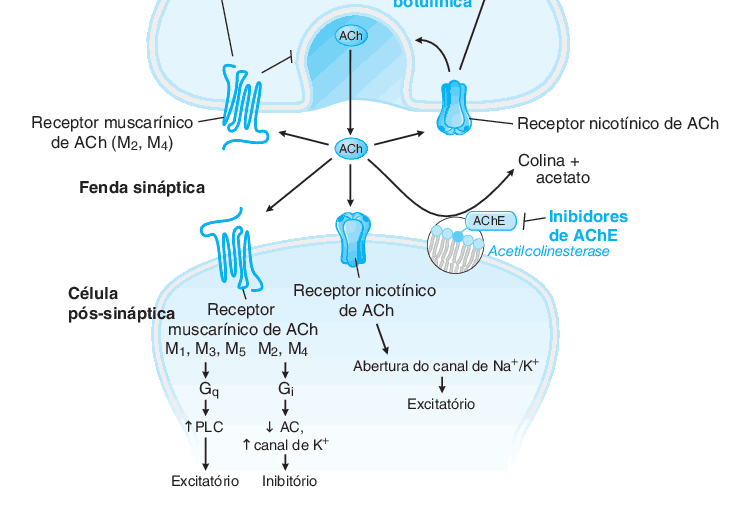 botulínica
ACh
Receptor muscarínico
de ACh (M2, M4)
Receptor nicotínico de ACh
ACh
Colina +
acetato
Fenda sináptica
AChE
Inibidores
de AChE
Acetilcolinesterase
Célula
pós-sináptica
Receptor
muscarínico de ACh
M1, M3, M5 M2, M4
Receptor nicotínico
de ACh
Gq
Gi
↑PLC
↓ AC,
↑canal de K+
Excitatório
Inibitório
Abertura do canal de Na+/K+
Excitatório